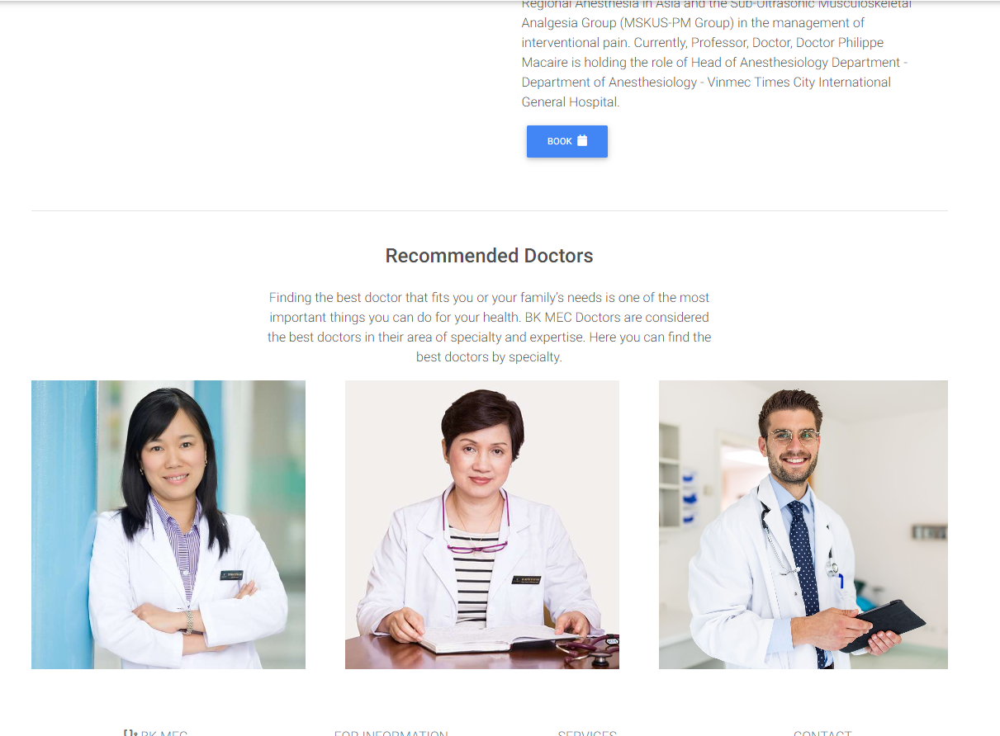 Regional Anesthesia in Asia and the Sub-Ultrasonic Musculoskeletal
Analgesia Group (MSKUS-PM Group) in the management of
interventional pain. Currently, Professor, Doctor, Doctor Philippe
Macaire is holding the role of Head of Anesthesiology Department -
Department of Anesthesiology - Vinmec Times City International
General Hospital.
BOOK
Recommended Doctors
Finding the best doctor that fits you or your family's needs is one of the most
important things you can do for your health. BK MEC Doctors are considered
the best doctors in their area of specialty and expertise. Here you can find the
best doctors by specialty.
BK MEC FOR INFORMATION SERVICES CONTACT